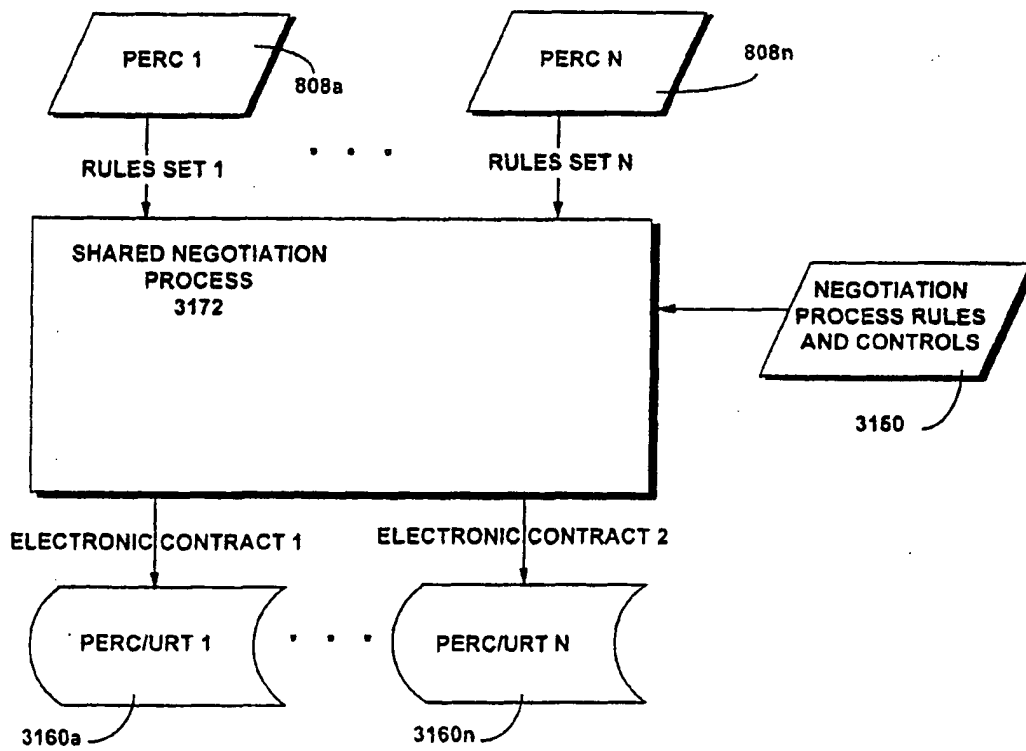 PERC 1
808a
PERC N
808n
RULES SET 1
. . .
RULES SET N
SHARED NEGOTIATION
PROCESS
3172
NEGOTIATION
PROCESS RULES
AND CONTROLS
3160
ELECTRONIC CONTRACT 1
ELECTRONIC CONTRACT 2
PERC/URT 1
. . .
PERC/URT N
3160a
3160n